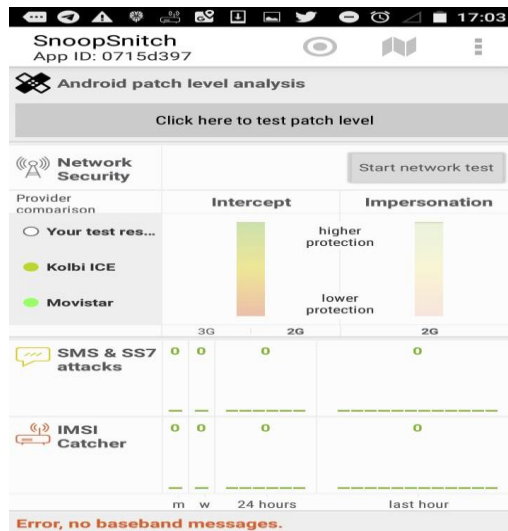 17:03
SnoopSnitch
App ID: 0715d397
Android patch level analysis
Click here to test patch level
Network
Security
Start network test
Provider
comparison
Intercept
Impersonation
Your test res...
higher
protection
Kolbi ICE
Movistar
lower
protection
3G
2G
2G
SMS & SS7
attacks
0 0 0 0
IMSI
Catcher
0 0 0 0
m w 24 hours last hour
Error, no baseband messages.